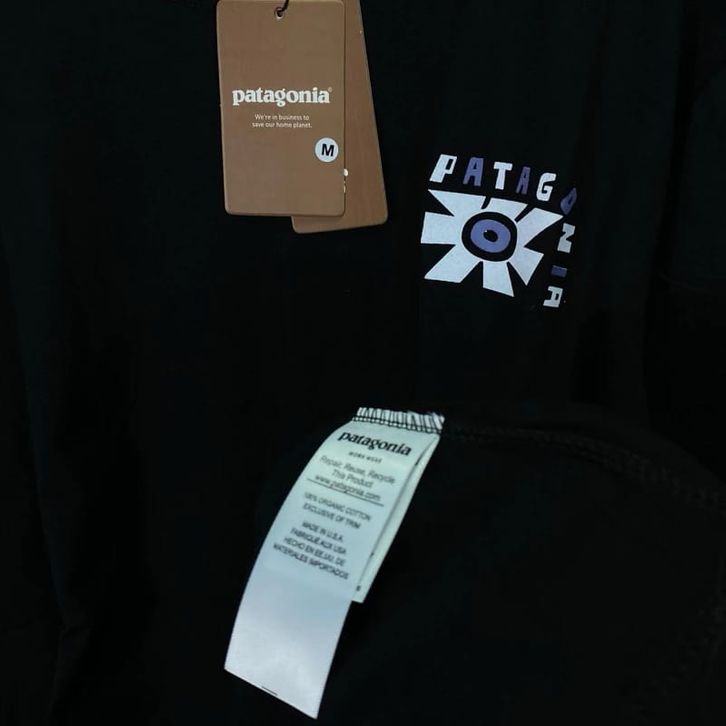 patagonia®
We're in business to
save our home planet.
M
PATAGONIA
patagonia
WORK WEAR
Repair, Reuse, Recycle
This Product
www.patagonia.com
100% ORGANIC COTTON
EXCLUSIVE OF TRIM
MADE IN U.S.A.
FABRIQUE AUX USA
HECHO EN EE.UU. DE
MATERIALES IMPORTADOS